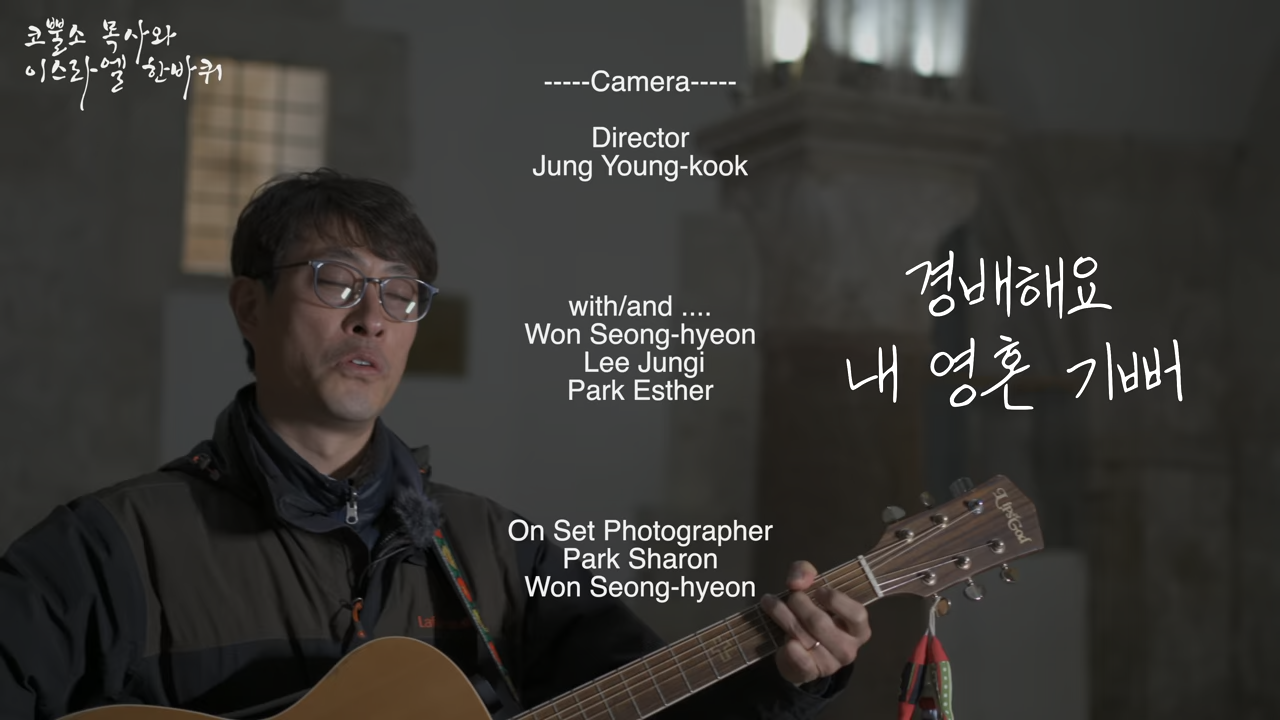 코뿔소 목사와
이스라엘 한바퀴
-----Camera-----
Director
Jung Young-kook
with/and ....
Won Seong-hyeon
Lee Jungi
Park Esther
On Set Photographer
Park Sharon
Won Seong-hyeon
경배해요
내 영혼 기뻐